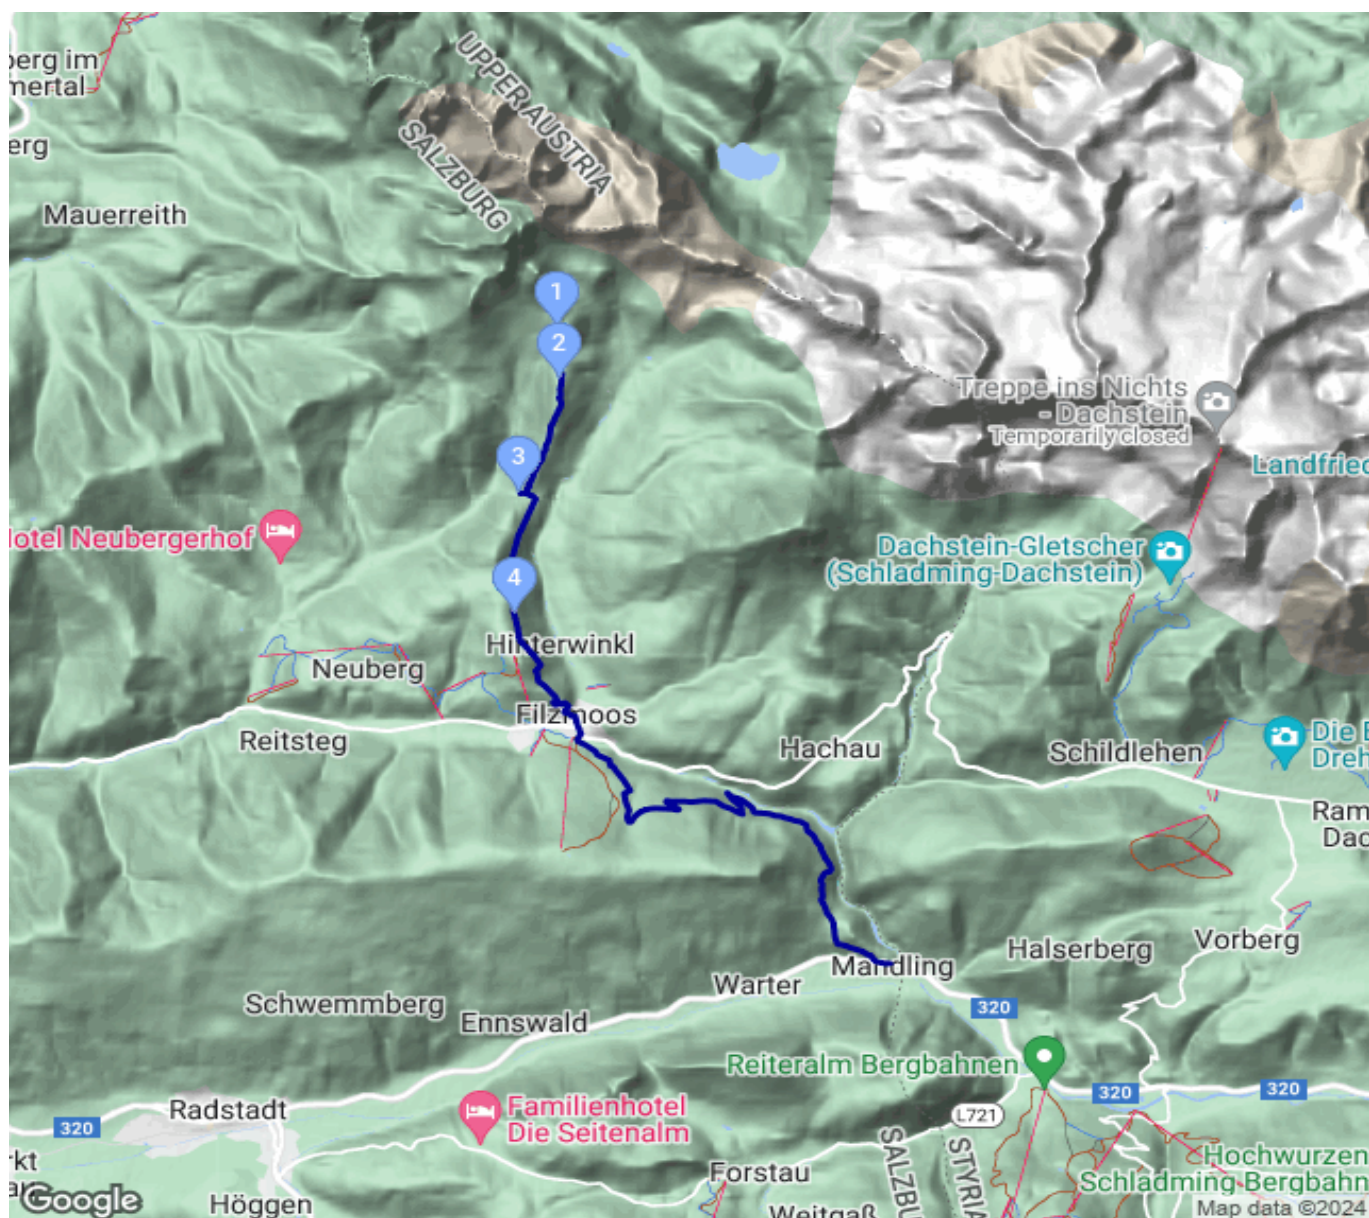 berg im
mertal
erg
UPPER AUSTRIA
SALZBURG
Mauerreith
1
2
Treppe ins Nichts
- Dachstein
Temporarily closed
3
Landfried
Hotel Neubergerhof
Dachstein-Gletscher
(Schladming-Dachstein)
4
Hinterwinkl
Neuberg
Filzmoos
Reitsteg
Hachau
Schildlehen
Die E
Dreh
Ram
Dac
Mandling
Halserberg
Vorberg
Warter
Schwemmberg
Ennswald
320
Reiteralm Bergbahnen
320
320
Radstadt
Familienhotel
Die Seitenalm
L721
320
SALZBU
STYRIA
Hochwurzen
Schladming Bergbahn
rkt
au
Forstau
Höggen
Weitgaß
Google
Map data ©2024